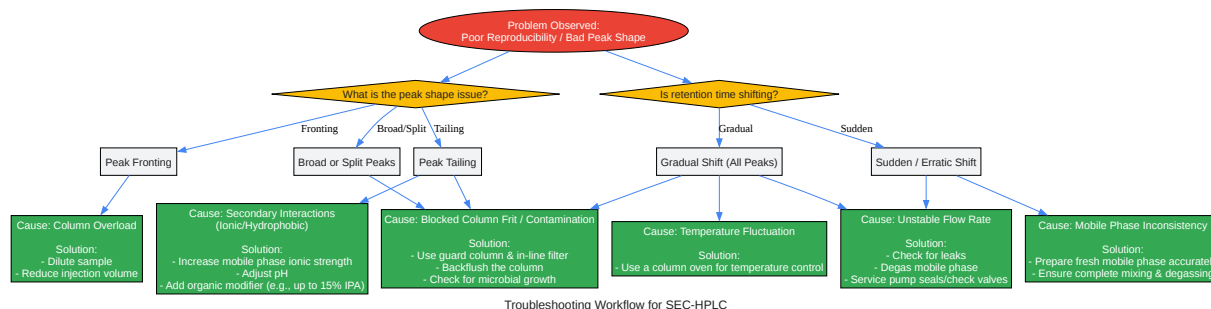 Problem Observed:
Poor Reproducibility / Bad Peak Shape
What is the peak shape issue?
Is retention time shifting?
Fronting
Broad/Split
Tailing
Gradual
Sudden
Peak Fronting
Broad or Split Peaks
Peak Tailing
Gradual Shift (All Peaks)
Sudden / Erratic Shift
Cause: Column Overload
Solution:
- Dilute sample
- Reduce injection volume
Cause: Secondary Interactions
(Ionic/Hydrophobic)
Solution:
- Increase mobile phase ionic strength
- Adjust pH
- Add organic modifier (e.g., up to 15% IPA)
Cause: Blocked Column Frit / Contamination
Solution:
- Use guard column & in-line filter
- Backflush the column
- Check for microbial growth
Cause: Temperature Fluctuation
Solution:
- Use a column oven for temperature control
Cause: Unstable Flow Rate
Solution:
- Check for leaks
- Degas mobile phase
- Service pump seals/check valves
Cause: Mobile Phase Inconsistency
Solution:
- Prepare fresh mobile phase accuratel
- Ensure complete mixing & degassing
Troubleshooting Workflow for SEC-HPLC